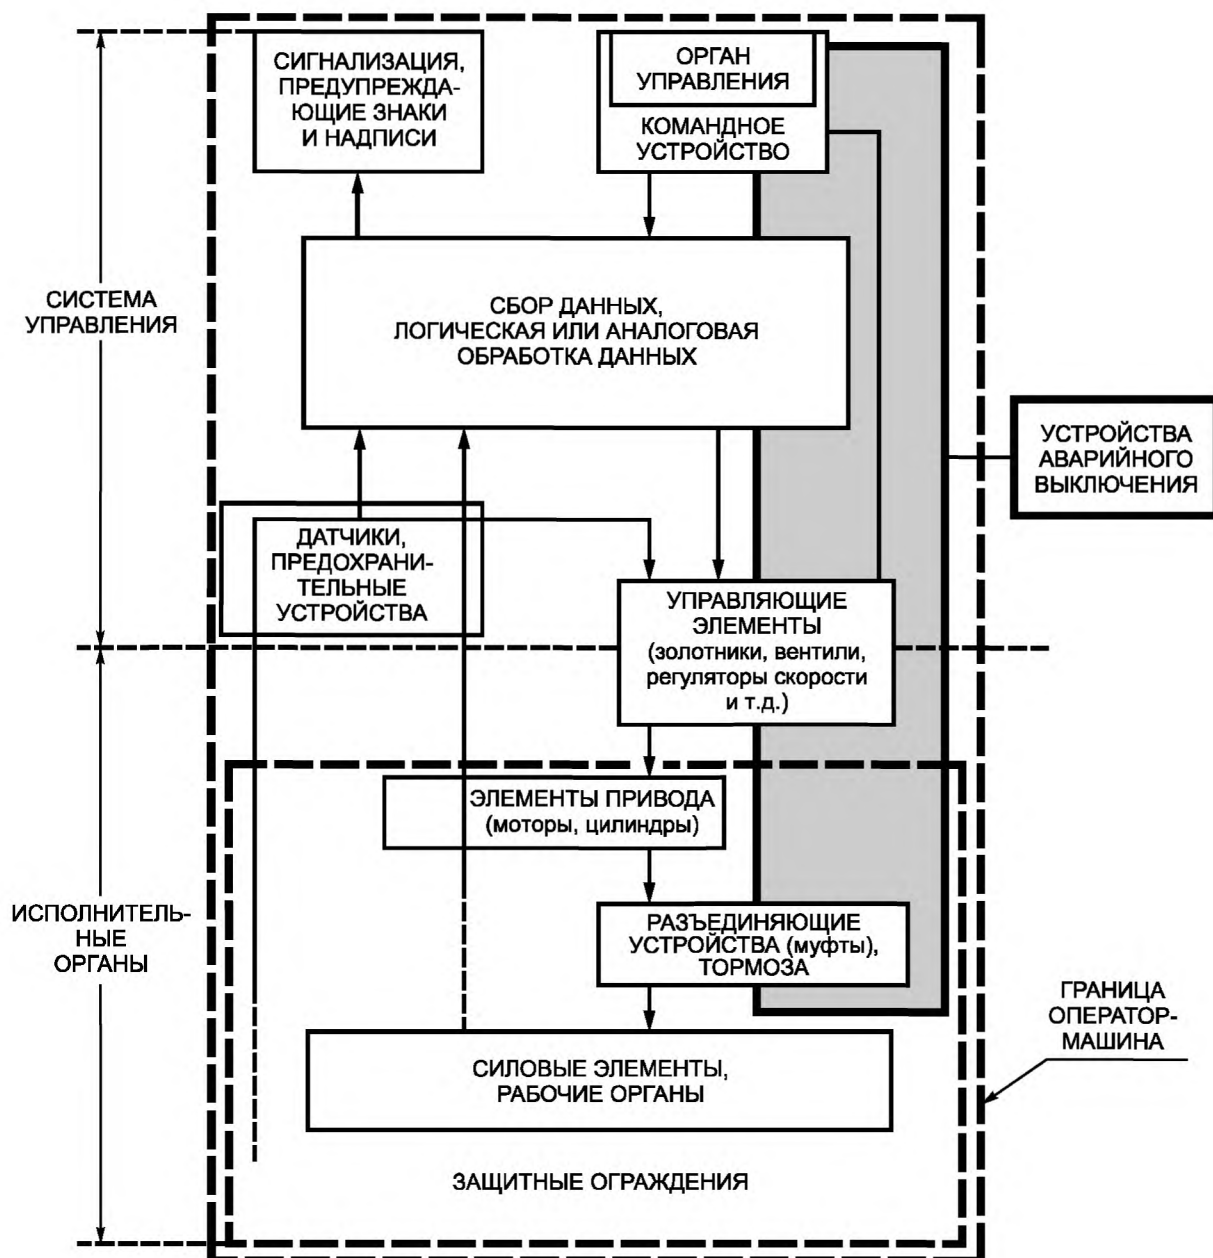 СИГНАЛИЗАЦИЯ,
ПРЕДУПРЕЖДА-
ЮЩИЕ ЗНАКИ
И НАДПИСИ
ОРГАН
УПРАВЛЕНИЯ
КОМАНДНОЕ
УСТРОЙСТВО
СИСТЕМА
УПРАВЛЕНИЯ
СБОР ДАННЫХ,
ЛОГИЧЕСКАЯ ИЛИ АНАЛОГОВАЯ
ОБРАБОТКА ДАННЫХ
УСТРОЙСТВА
АВАРИЙНОГО
ВЫКЛЮЧЕНИЯ
ДАТЧИКИ,
ПРЕДОХРАНИ-
ТЕЛЬНЫЕ
УСТРОЙСТВА
УПРАВЛЯЮЩИЕ
ЭЛЕМЕНТЫ
(золотники, вентили,
регуляторы скорости
и т.д.)
ЭЛЕМЕНТЫ ПРИВОДА
(моторы, цилиндры)
ИСПОЛНИТЕЛЬ-
НЫЕ
ОРГАНЫ
РАЗЪЕДИНЯЮЩИЕ
УСТРОЙСТВА (муфты),
ТОРМОЗА
ГРАНИЦА
ОПЕРАТОР-
МАШИНА
СИЛОВЫЕ ЭЛЕМЕНТЫ,
РАБОЧИЕ ОРГАНЫ
ЗАЩИТНЫЕ ОГРАЖДЕНИЯ